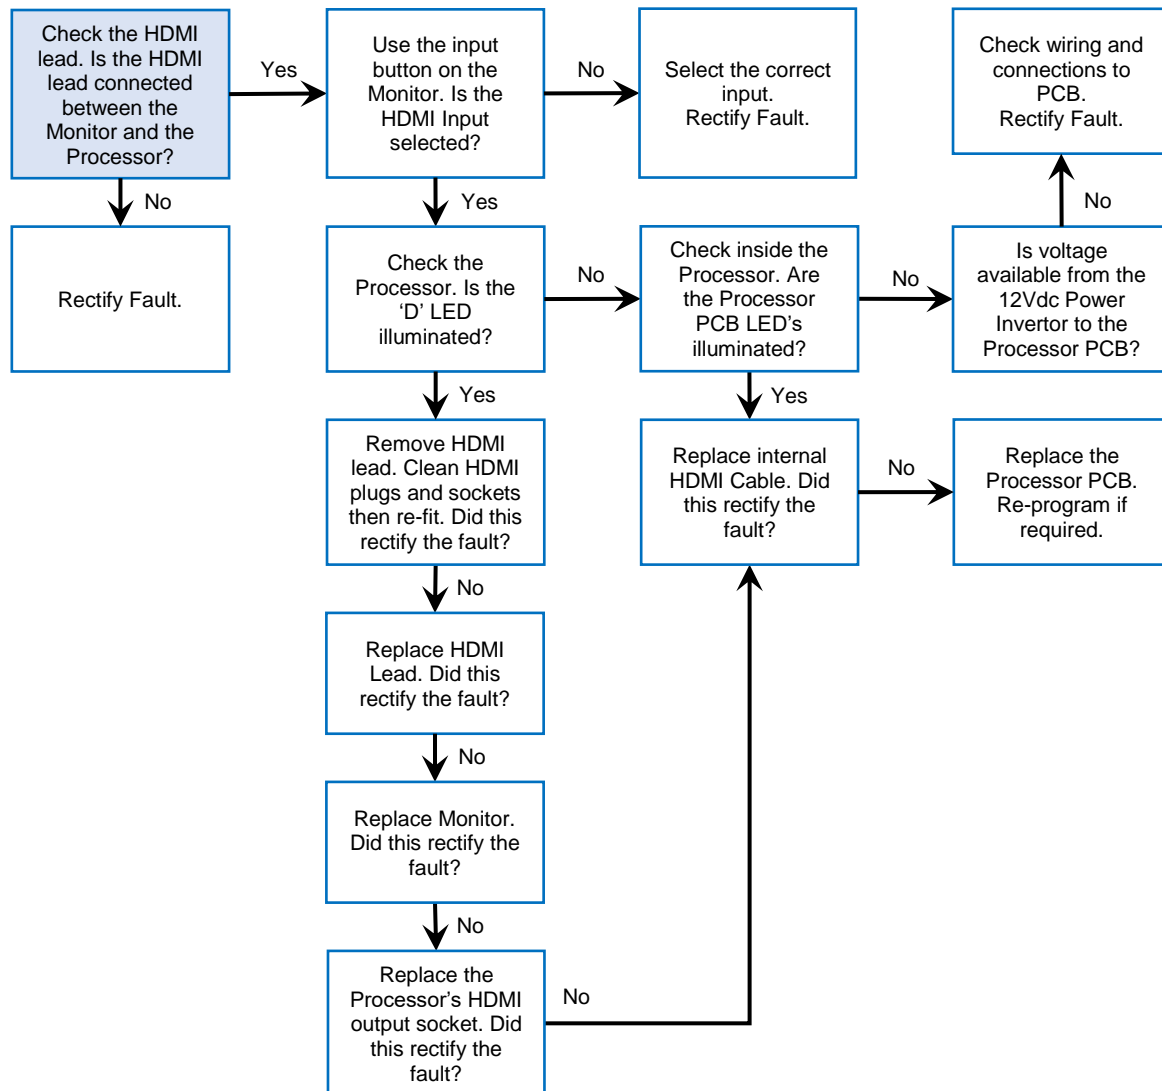 Check the HDMI
lead. Is the HDMI
lead connected
between the
Monitor and the
Processor?
Yes
Use the input
button on the
Monitor. Is the
HDMI Input
selected?
No
Select the correct
input.
Rectify Fault.
Check wiring and
connections to
PCB.
Rectify Fault.
No
Yes
No
Rectify Fault.
Check the
Processor. Is the
‘D’ LED
illuminated?
No
Check inside the
Processor. Are
the Processor
PCB LED’s
illuminated?
No
Is voltage
available from the
12Vdc Power
Invertor to the
Processor PCB?
Yes
Yes
Remove HDMI
lead. Clean HDMI
plugs and sockets
then re-fit. Did this
rectify the fault?
Replace internal
HDMI Cable. Did
this rectify the
fault?
No
Replace the
Processor PCB.
Re-program if
required.
No
Replace HDMI
Lead. Did this
rectify the fault?
No
Replace Monitor.
Did this rectify the
fault?
No
Replace the
Processor’s HDMI
output socket. Did
this rectify the
fault?
No